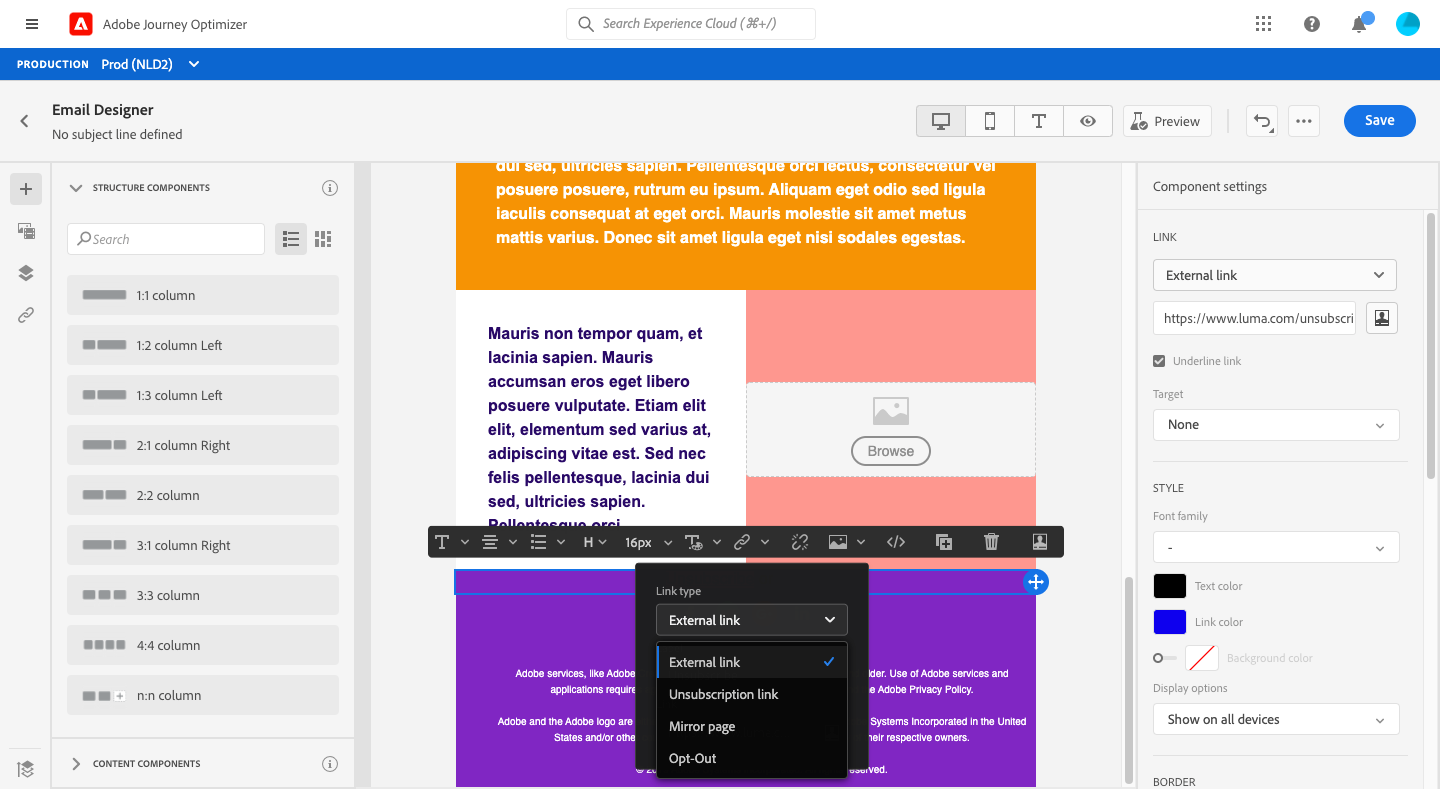 Adobe Journey Optimizer
Search Experience Cloud (⌘+/)
PRODUCTION Prod (NLD2)
Email Designer
No subject line defined
Preview
Save
STRUCTURE COMPONENTS
Search
1:1 column
1:2 column Left
1:3 column Left
2:1 column Right
2:2 column
3:1 column Right
3:3 column
4:4 column
n:n column
CONTENT COMPONENTS
dui sed, ultricies sapien. Pellentesque orci lectus, consectetur vel
posuere posuere, rutrum eu ipsum. Aliquam eget odio sed ligula
iaculis consequat at eget orci. Mauris molestie sit amet metus
mattis varius. Donec sit amet ligula eget nisi sodales egestas.
Mauris non tempor quam, et
lacinia sapien. Mauris
accumsan eros eget libero
posuere vulputate. Etiam elit
elit, elementum sed varius at,
adipiscing vitae est. Sed nec
felis pellentesque, lacinia dui
sed, ultricies sapien.
Pellentesque orci
Browse
H
16px
Link type
External link
External link
Unsubscription link
Mirror page
Opt-Out
Adobe services, like Adobe
lder. Use of Adobe services and
applications require
e Adobe Privacy Policy.
Adobe and the Adobe logo are
Systems Incorporated in the United
States and/or othe
heir respective owners.
© 20
served.
Component settings
LINK
External link
https://www.luma.com/unsubscri
Underline link
Target
None
STYLE
Font family
-
Text color
Link color
Background color
Display options
Show on all devices
BORDER